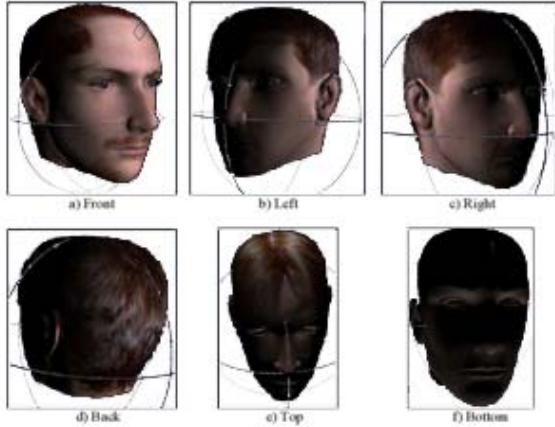 a) Front
b) Left
c) Right
d) Back
e) Top
f) Bottom